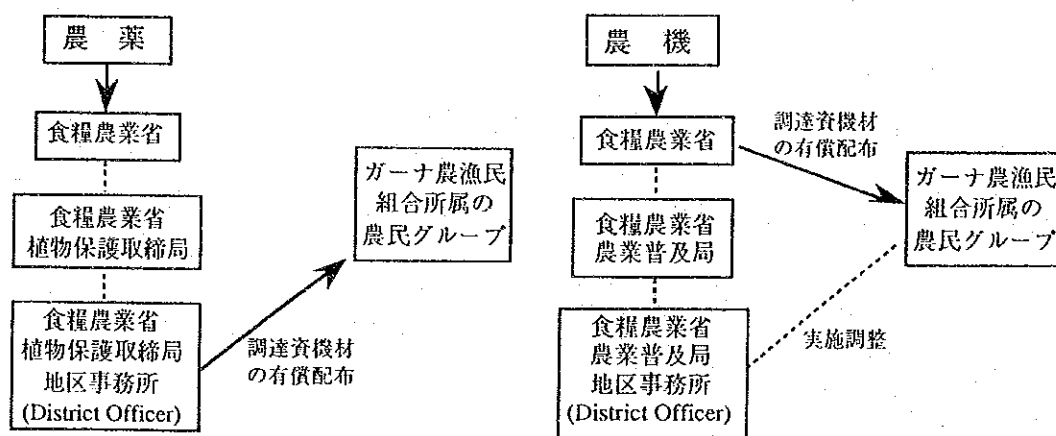 農 薬
食糧農業省
食糧農業省
植物保護取締局
食糧農業省
植物保護取締局
地区事務所
(District Officer)
ガーナ農漁民
組合所属の
農民グループ
調達資機材
の有償配布
農 機
食糧農業省
食糧農業省
農業普及局
食糧農業省
農業普及局
地区事務所
(District Officer)
調達資機材
の有償配布
ガーナ農漁民
組合所属の
農民グループ
実施調整